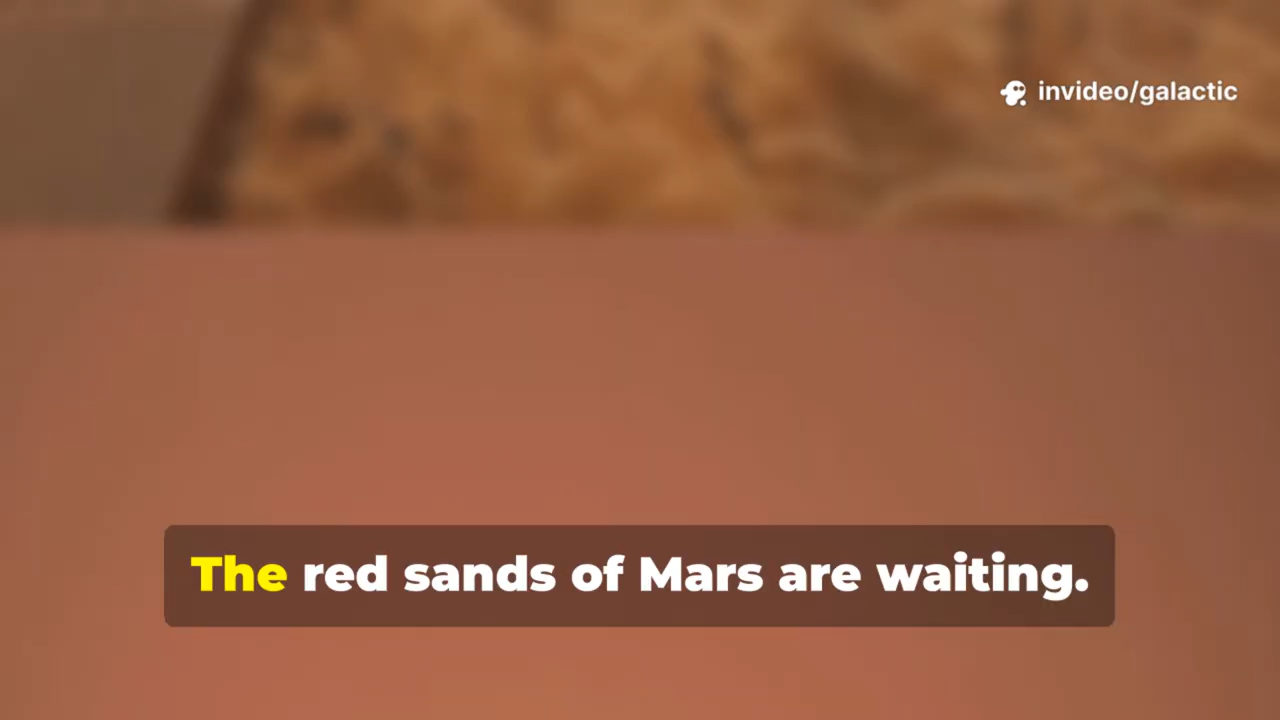 invideo/galactic
The red sands of Mars are waiting.